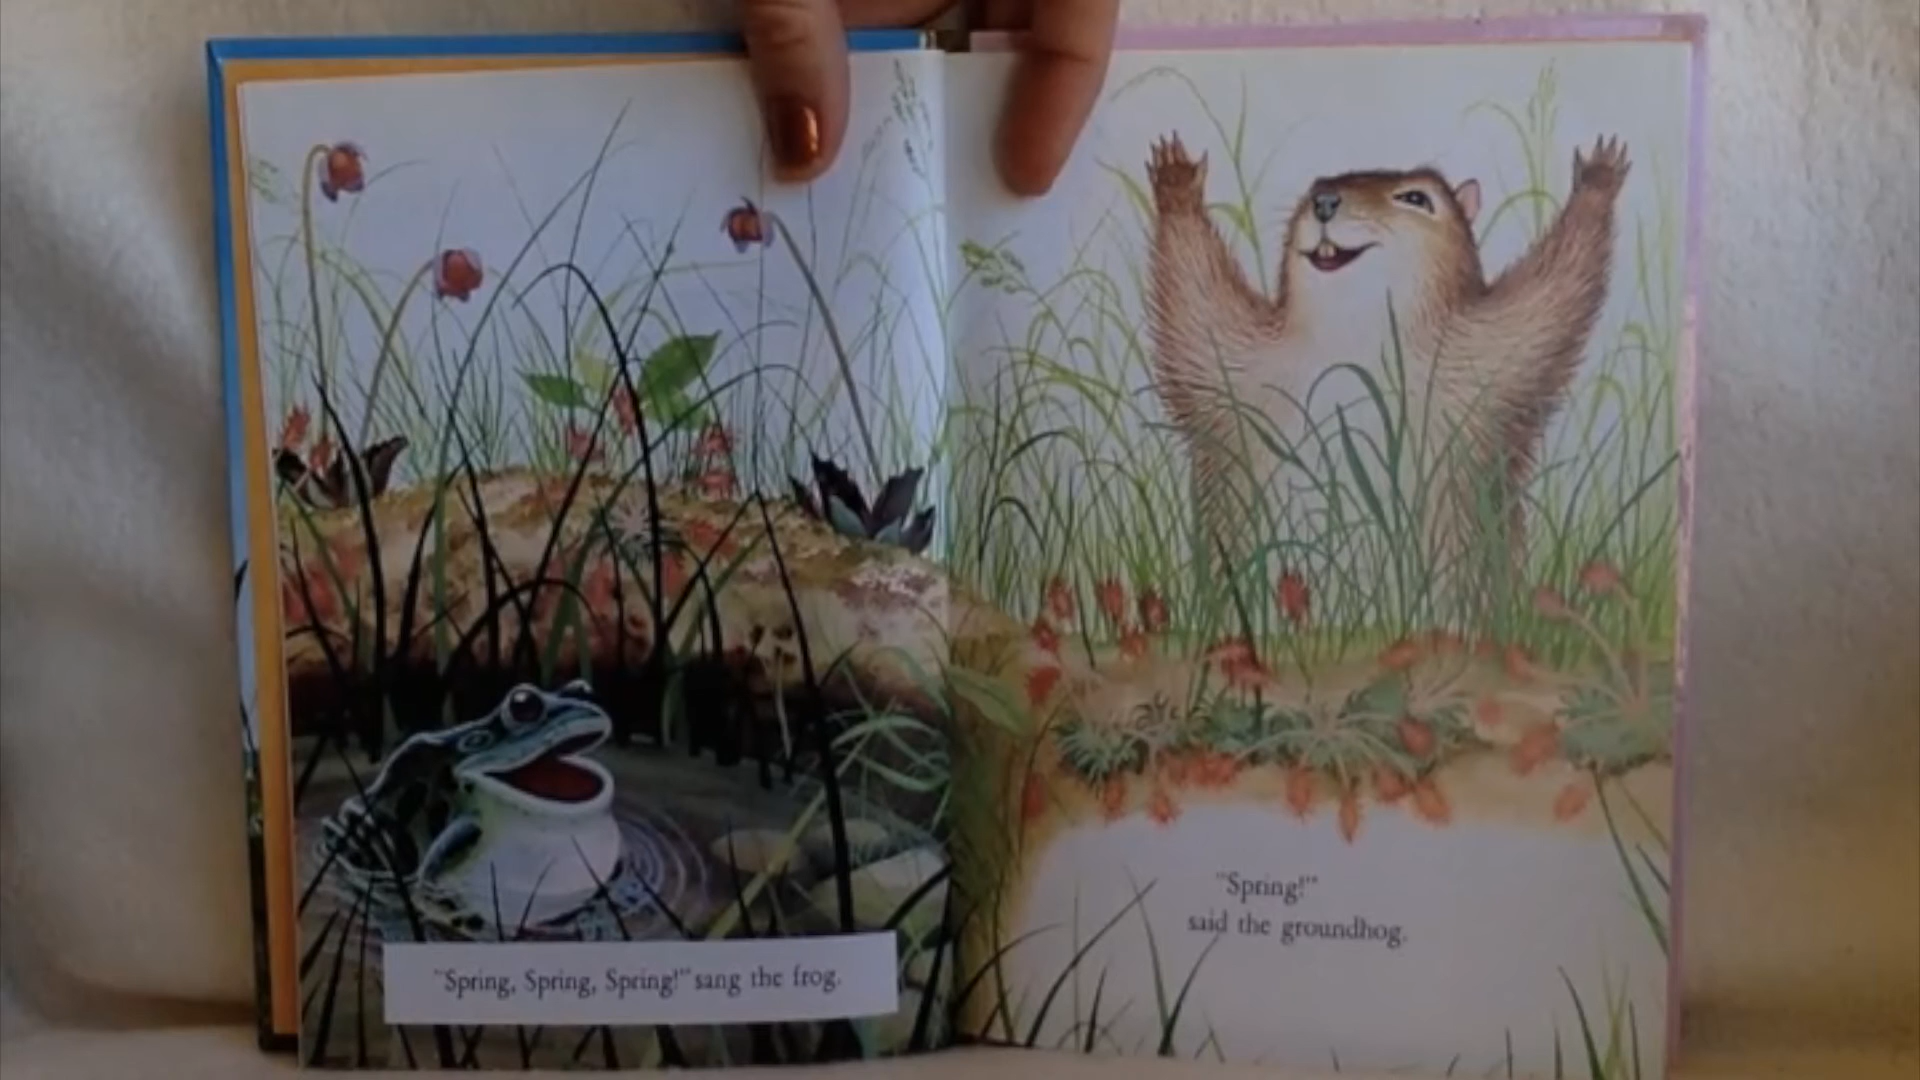 "Spring, Spring, Spring!" sang the frog.
"Spring!"
said the groundhog.